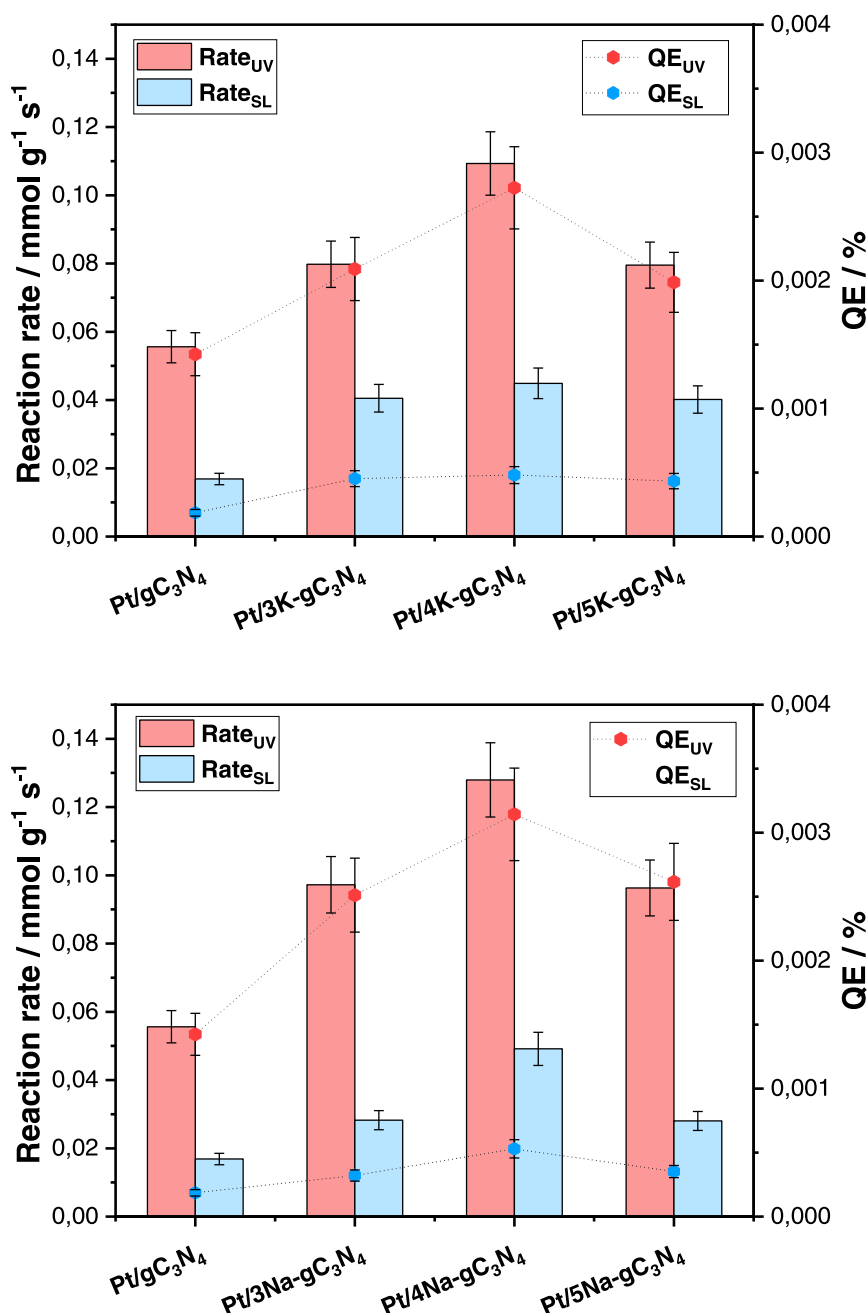 Reaction rate / mmol g⁻¹ s⁻¹
0,14
0,12
0,10
0,08
0,06
0,04
0,02
0,00
Rate_UV
Rate_SL
QE_UV
QE_SL
0,004
0,003
0,002
0,001
0,000
QE / %
Pt/gC₃N₄
Pt/3K-gC₃N₄
Pt/4K-gC₃N₄
Pt/5K-gC₃N₄
Reaction rate / mmol g⁻¹ s⁻¹
0,14
0,12
0,10
0,08
0,06
0,04
0,02
0,00
Rate_UV
Rate_SL
QE_UV
QE_SL
0,004
0,003
0,002
0,001
0,000
QE / %
Pt/gC₃N₄
Pt/3Na-gC₃N₄
Pt/4Na-gC₃N₄
Pt/5Na-gC₃N₄